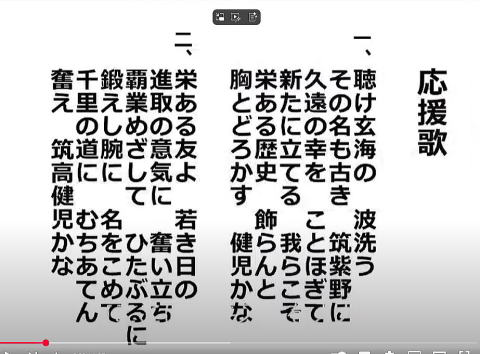 応援歌
一、
聴け玄海の 波洗う
その名も古き 筑紫野に
久遠の幸を ことほぎて
新たに立てる 我らこそ
栄ある歴史 飾らんと
胸とどろかす 健児かな
二、
栄ある友よ 若き日の
進取の意気に 奮い立ち
覇業めざして ひたぶるに
鍛えし腕に 名をこめて
千里の道に むちあてん
奮え 筑高健児かな